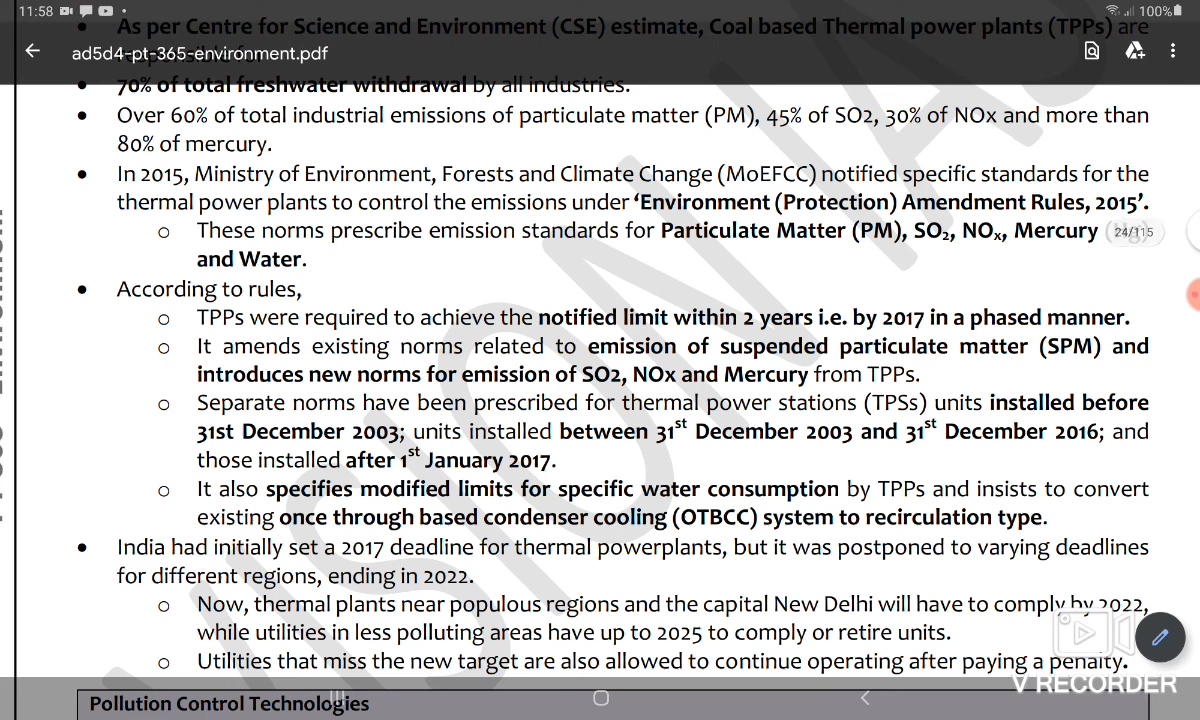 11:58
100%
As per Centre for Science and Environment (CSE) estimate, Coal based Thermal power plants (TPPs) are
ad5d4-pt-365-environment.pdf
70% of total freshwater withdrawal by all industries.
Over 60% of total industrial emissions of particulate matter (PM), 45% of SO2, 30% of NOx and more than
80% of mercury.
In 2015, Ministry of Environment, Forests and Climate Change (MoEFCC) notified specific standards for the
thermal power plants to control the emissions under ‘Environment (Protection) Amendment Rules, 2015’.
These norms prescribe emission standards for Particulate Matter (PM), SO₂, NOₓ, Mercury
24/115
and Water.
According to rules,
TPPs were required to achieve the notified limit within 2 years i.e. by 2017 in a phased manner.
It amends existing norms related to emission of suspended particulate matter (SPM) and
introduces new norms for emission of SO2, NOx and Mercury from TPPs.
Separate norms have been prescribed for thermal power stations (TPSs) units installed before
31st December 2003; units installed between 31st December 2003 and 31st December 2016; and
those installed after 1st January 2017.
It also specifies modified limits for specific water consumption by TPPs and insists to convert
existing once through based condenser cooling (OTBCC) system to recirculation type.
India had initially set a 2017 deadline for thermal powerplants, but it was postponed to varying deadlines
for different regions, ending in 2022.
Now, thermal plants near populous regions and the capital New Delhi will have to comply by 2022,
while utilities in less polluting areas have up to 2025 to comply or retire units.
Utilities that miss the new target are also allowed to continue operating after paying a penalty.
V RECORDER
Pollution Control Technologies
VISION IAS